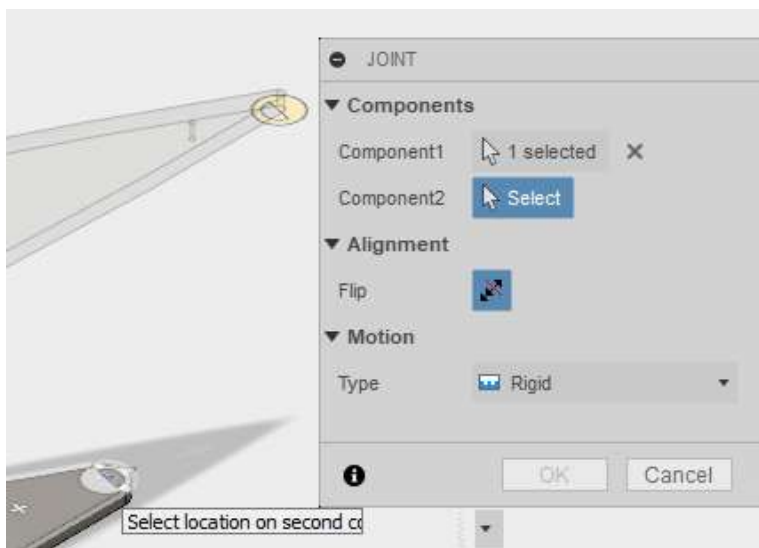 JOINT
Components
Component1 1 selected
Component2 Select
Alignment
Flip
Motion
Type Rigid
OK Cancel
Select location on second co